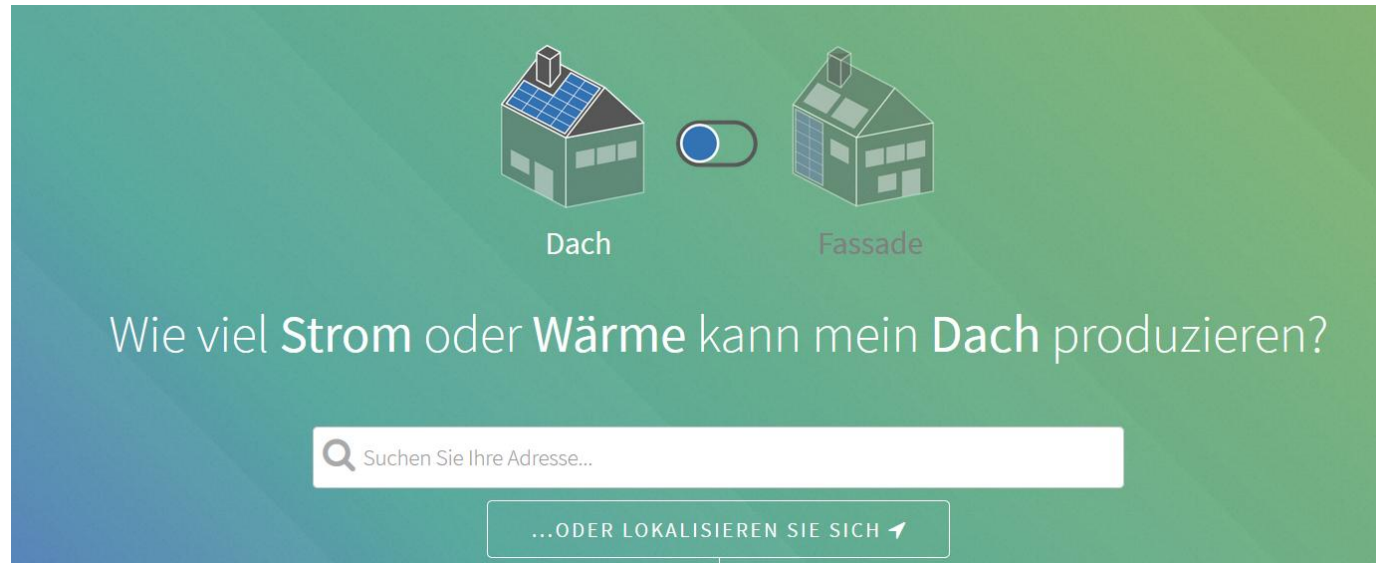 Dach Fassade
Wie viel Strom oder Wärme kann mein Dach produzieren?
Suchen Sie Ihre Adresse...
...ODER LOKALISIEREN SIE SICH